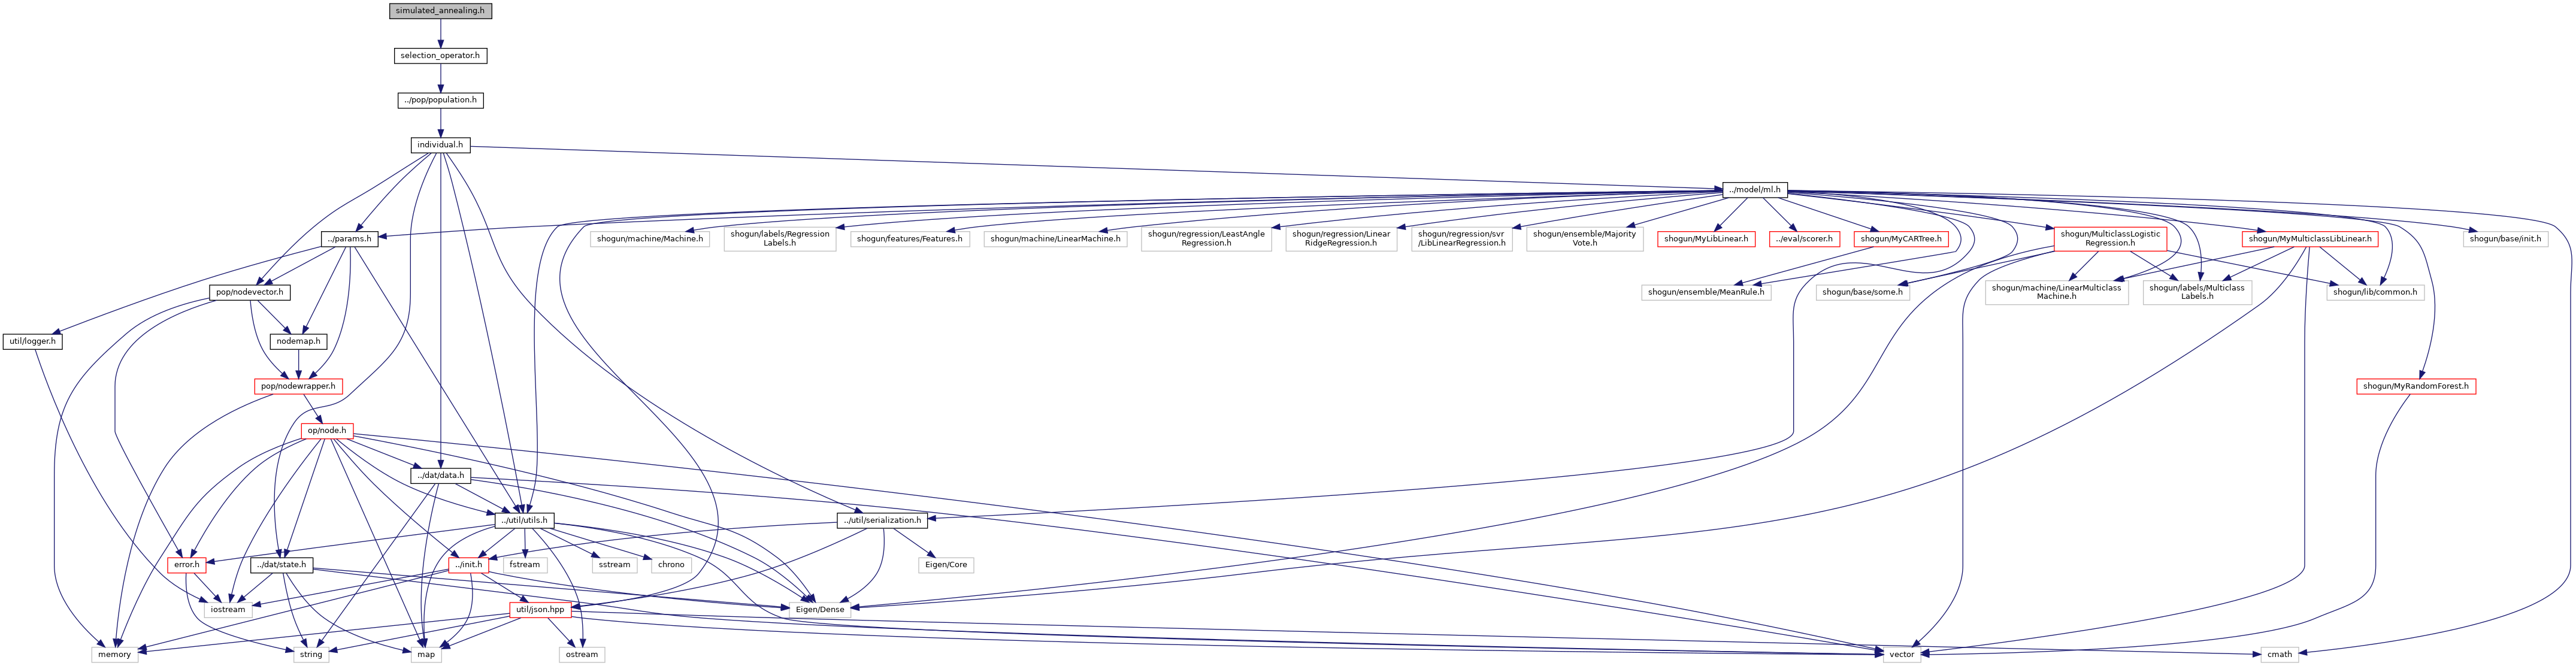 simulated_annealing.h
selection_operator.h
../pop/population.h
individual.h
../model/ml.h
../params.h
shogun/machine/Machine.h
shogun/labels/Regression
Labels.h
shogun/features/Features.h
shogun/machine/LinearMachine.h
shogun/regression/LeastAngle
Regression.h
shogun/regression/Linear
RidgeRegression.h
shogun/regression/svr
/LibLinearRegression.h
shogun/ensemble/Majority
Vote.h
shogun/MyLibLinear.h
../eval/scorer.h
shogun/MyCARTree.h
shogun/MulticlassLogistic
Regression.h
shogun/MyMulticlassLibLinear.h
shogun/base/init.h
pop/nodevector.h
shogun/ensemble/MeanRule.h
shogun/base/some.h
shogun/machine/LinearMulticlass
Machine.h
shogun/labels/Multiclass
Labels.h
shogun/lib/common.h
util/logger.h
nodemap.h
pop/nodewrapper.h
shogun/MyRandomForest.h
op/node.h
../dat/data.h
../util/utils.h
../util/serialization.h
error.h
../dat/state.h
../init.h
fstream
sstream
chrono
Eigen/Core
iostream
util/json.hpp
Eigen/Dense
memory
string
map
ostream
vector
cmath